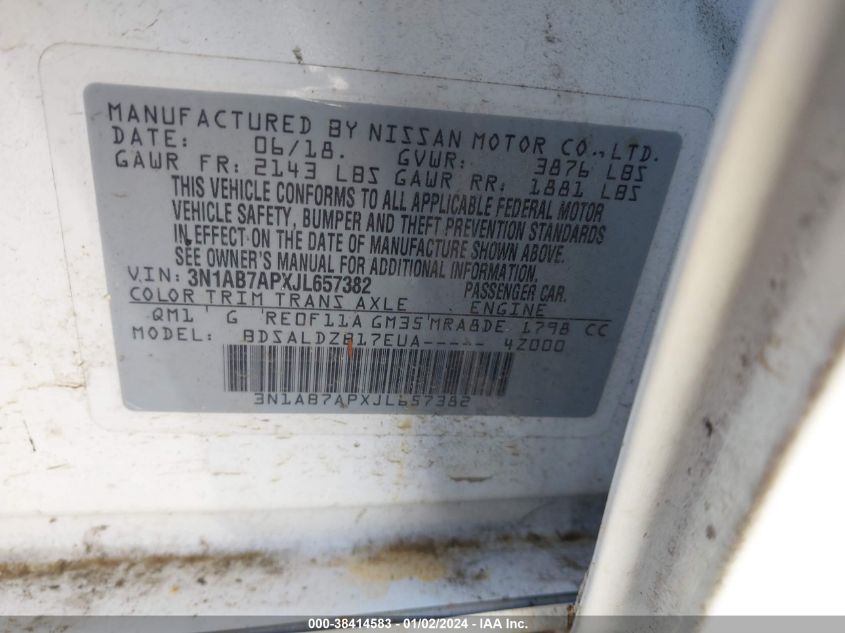 MANUFACTURED BY NISSAN MOTOR CO., LTD.
DATE: 06/18. GVWR: 3876 LBS
GAWR FR: 2143 LBS GAWR RR: 1881 LBS
THIS VEHICLE CONFORMS TO ALL APPLICABLE FEDERAL MOTOR
VEHICLE SAFETY, BUMPER AND THEFT PREVENTION STANDARDS
IN EFFECT ON THE DATE OF MANUFACTURE SHOWN ABOVE.
SEE OWNER'S MANUAL FOR ADDITIONAL INFORMATION
V.IN: 3N1AB7APXJL657382 PASSENGER CAR.
COLOR TRIM TRANS AXLE ENGINE
QM1 G RE0F11A GM35 MRA8DE 1798 CC
MODEL: BDSALDZB17EUA----- 4Z000
3N1AB7APXJL657382
000-38414583 - 01/02/2024 - IAA Inc.